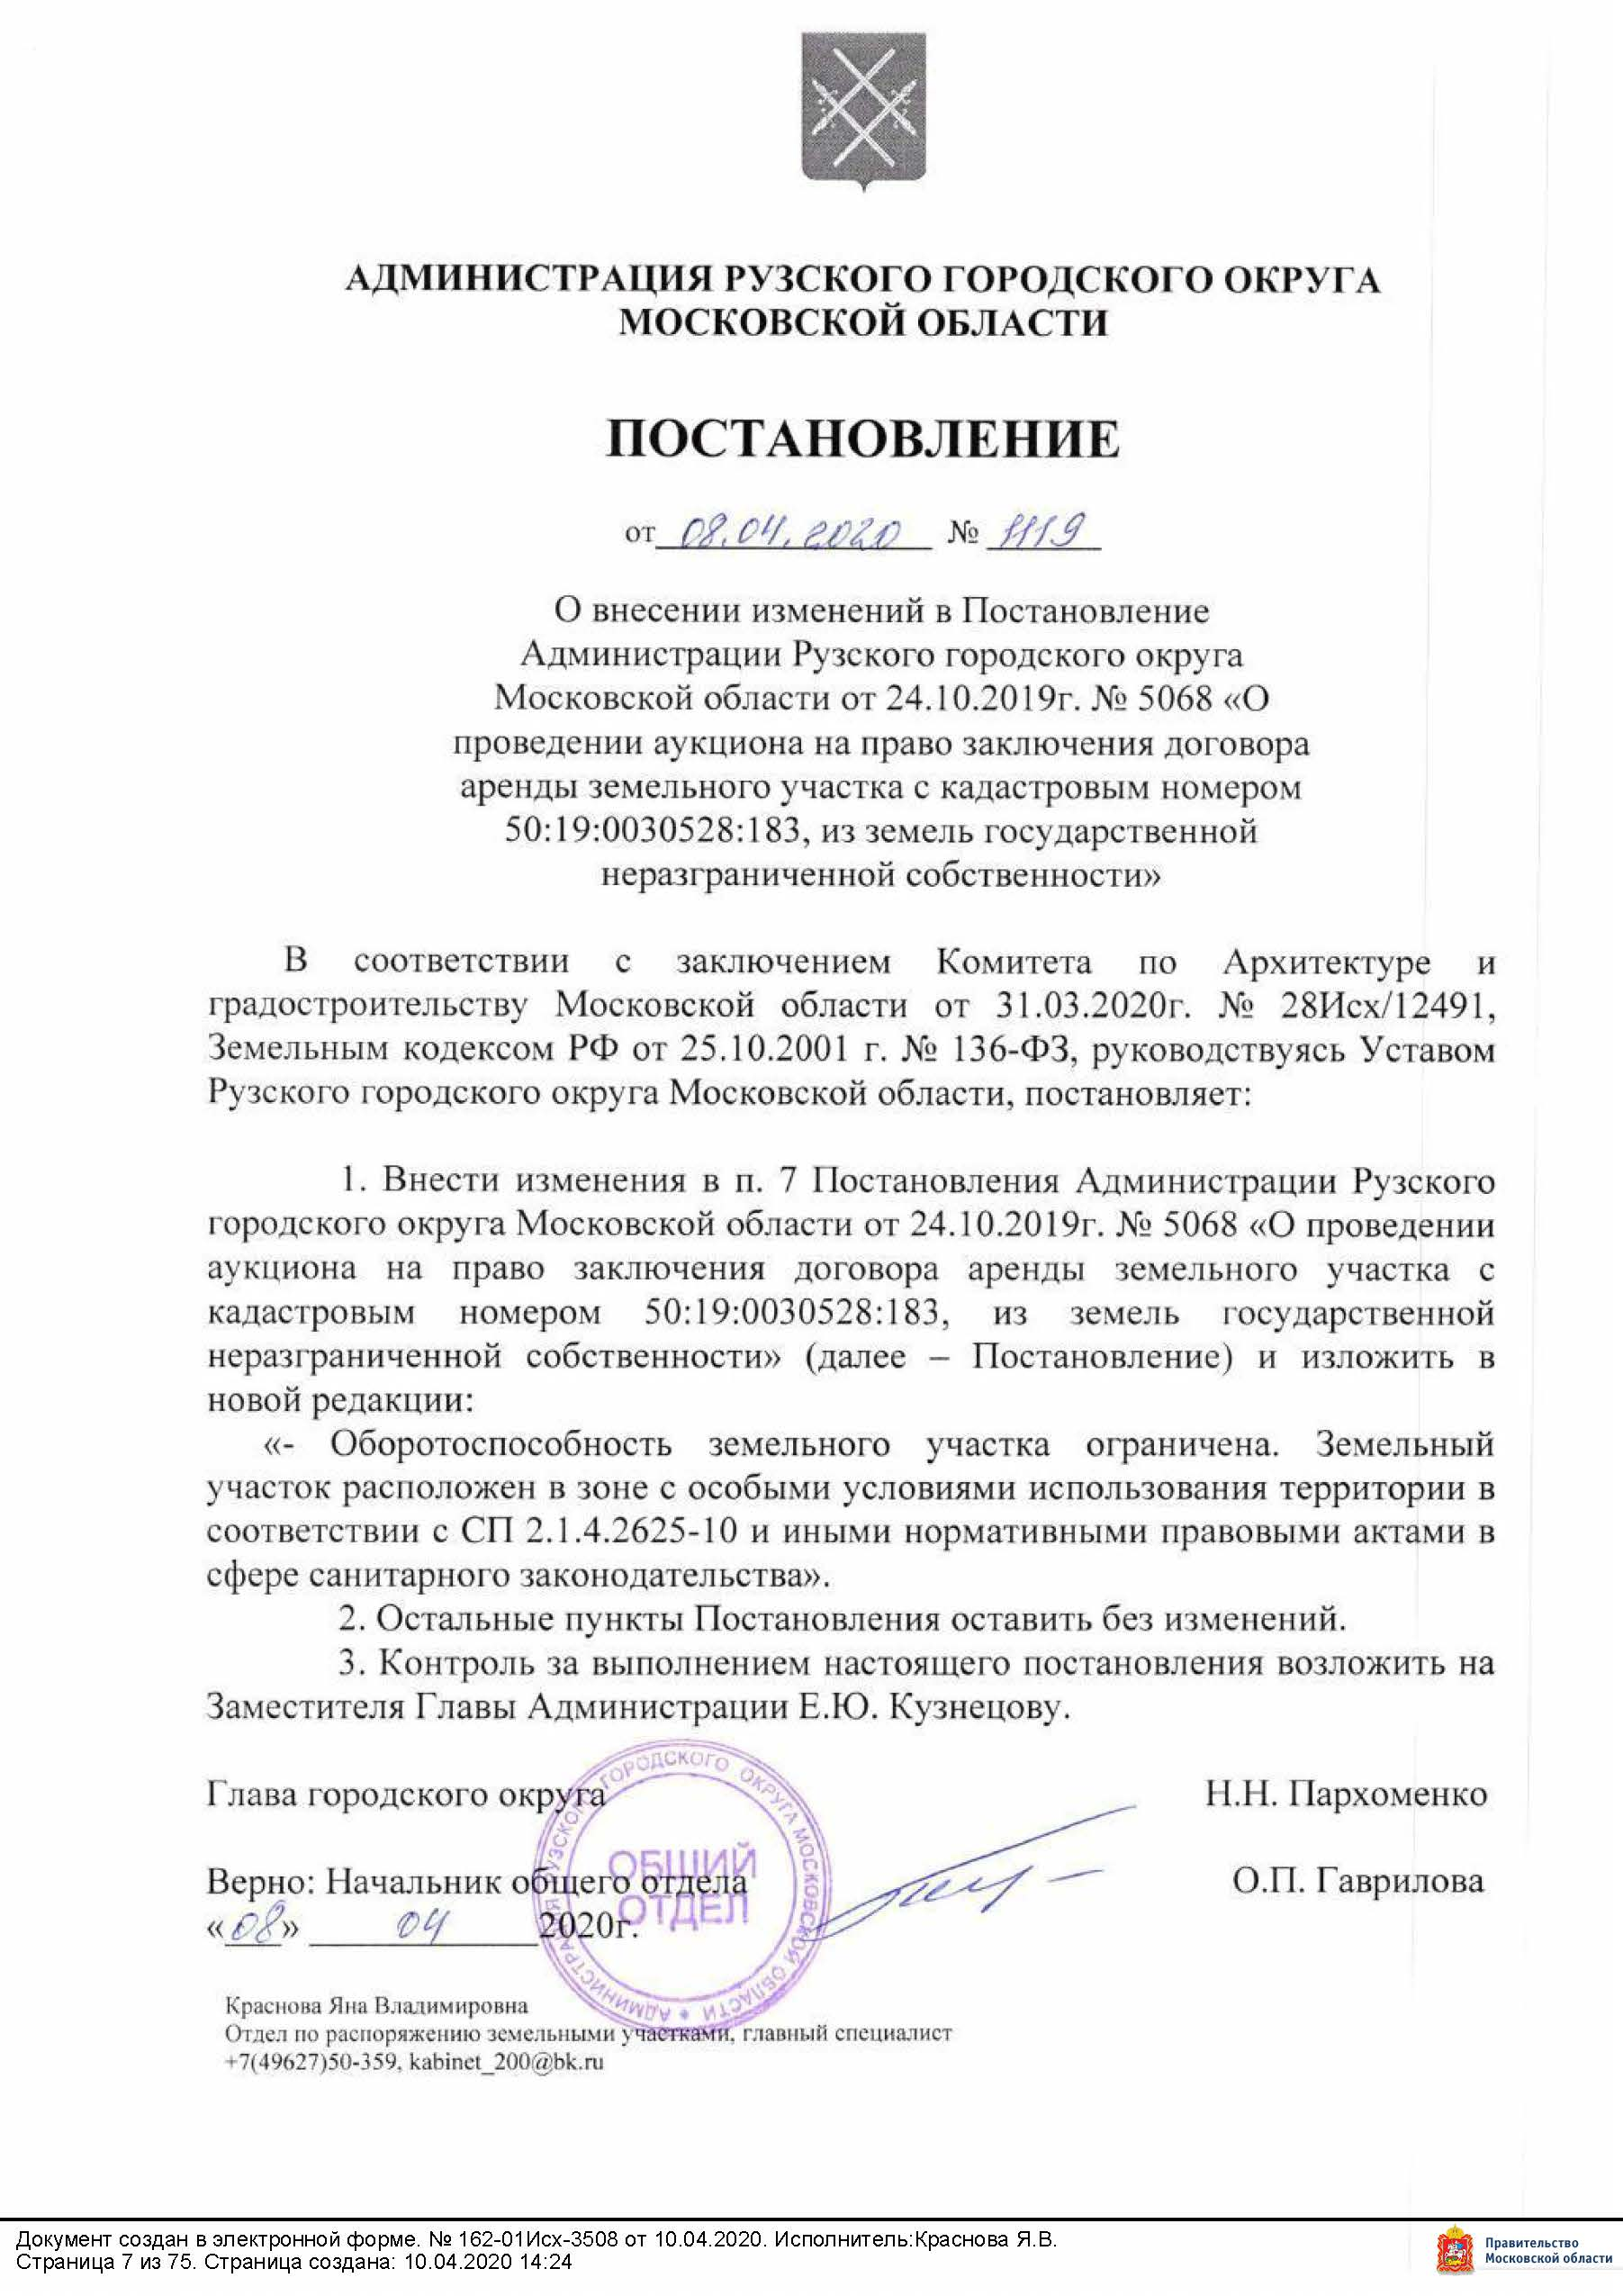 АДМИНИСТРАЦИЯ РУЗСКОГО ГОРОДСКОГО ОКРУГА
МОСКОВСКОЙ ОБЛАСТИ
ПОСТАНОВЛЕНИЕ
от 08.04.2020 № 1119
О внесении изменений в Постановление
Администрации Рузского городского округа
Московской области от 24.10.2019г. № 5068 «О
проведении аукциона на право заключения договора
аренды земельного участка с кадастровым номером
50:19:0030528:183, из земель государственной
неразграниченной собственности»
В соответствии с заключением Комитета по Архитектуре и
градостроительству Московской области от 31.03.2020г. № 28Исх/12491,
Земельным кодексом РФ от 25.10.2001 г. № 136-ФЗ, руководствуясь Уставом
Рузского городского округа Московской области, постановляет:
1. Внести изменения в п. 7 Постановления Администрации Рузского
городского округа Московской области от 24.10.2019г. № 5068 «О проведении
аукциона на право заключения договора аренды земельного участка с
кадастровым номером 50:19:0030528:183, из земель государственной
неразграниченной собственности» (далее – Постановление) и изложить в
новой редакции:
«- Оборотоспособность земельного участка ограничена. Земельный
участок расположен в зоне с особыми условиями использования территории в
соответствии с СП 2.1.4.2625-10 и иными нормативными правовыми актами в
сфере санитарного законодательства».
2. Остальные пункты Постановления оставить без изменений.
3. Контроль за выполнением настоящего постановления возложить на
Заместителя Главы Администрации Е.Ю. Кузнецову.
Глава городского округа Н.Н. Пархоменко
Верно: Начальник общего отдела О.П. Гаврилова
«08» 04 2020г.
АДМИНИСТРАЦИЯ РУЗСКОГО ГОРОДСКОГО ОКРУГА МОСКОВСКОЙ ОБЛАСТИ
ОБЩИЙ
ОТДЕЛ
Краснова Яна Владимировна
Отдел по распоряжению земельными участками, главный специалист
+7(49627)50-359, kabinet_200@bk.ru
Документ создан в электронной форме. № 162-01Исх-3508 от 10.04.2020. Исполнитель:Краснова Я.В.
Страница 7 из 75. Страница создана: 10.04.2020 14:24
Правительство
Московской области